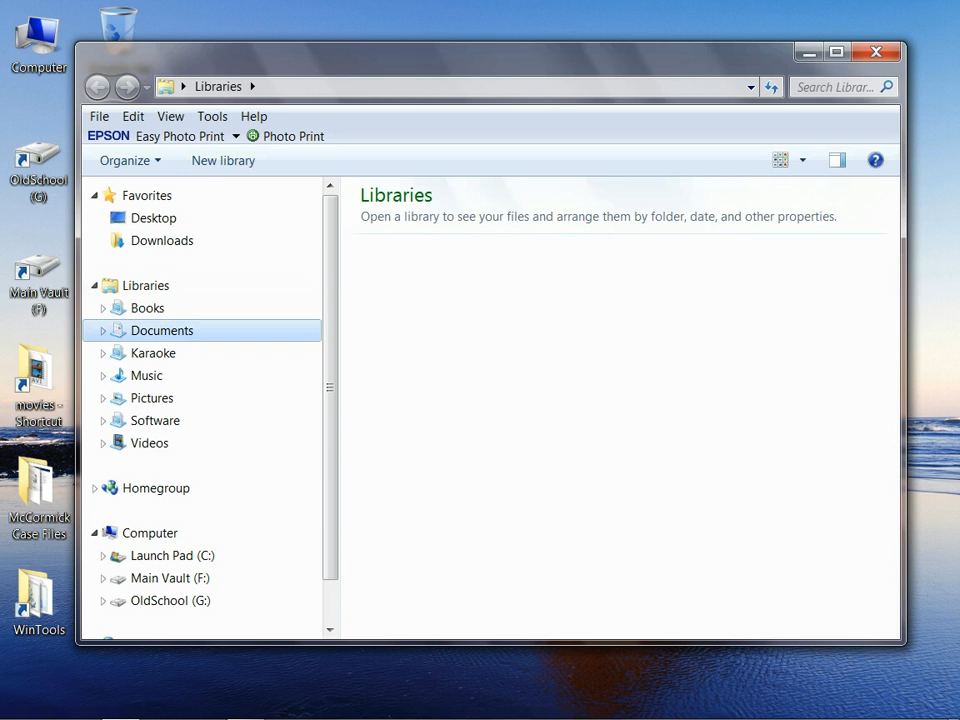 Computer
OldSchool
(G)
Main Vault
(F)
movies -
Shortcut
McCormick
Case Files
WinTools
Libraries
Search Librar...
File Edit View Tools Help
EPSON Easy Photo Print Photo Print
Organize New library
Favorites
Desktop
Downloads
Libraries
Books
Documents
Karaoke
Music
Pictures
Software
Videos
Homegroup
Computer
Launch Pad (C:)
Main Vault (F:)
OldSchool (G:)
Libraries
Open a library to see your files and arrange them by folder, date, and other properties.